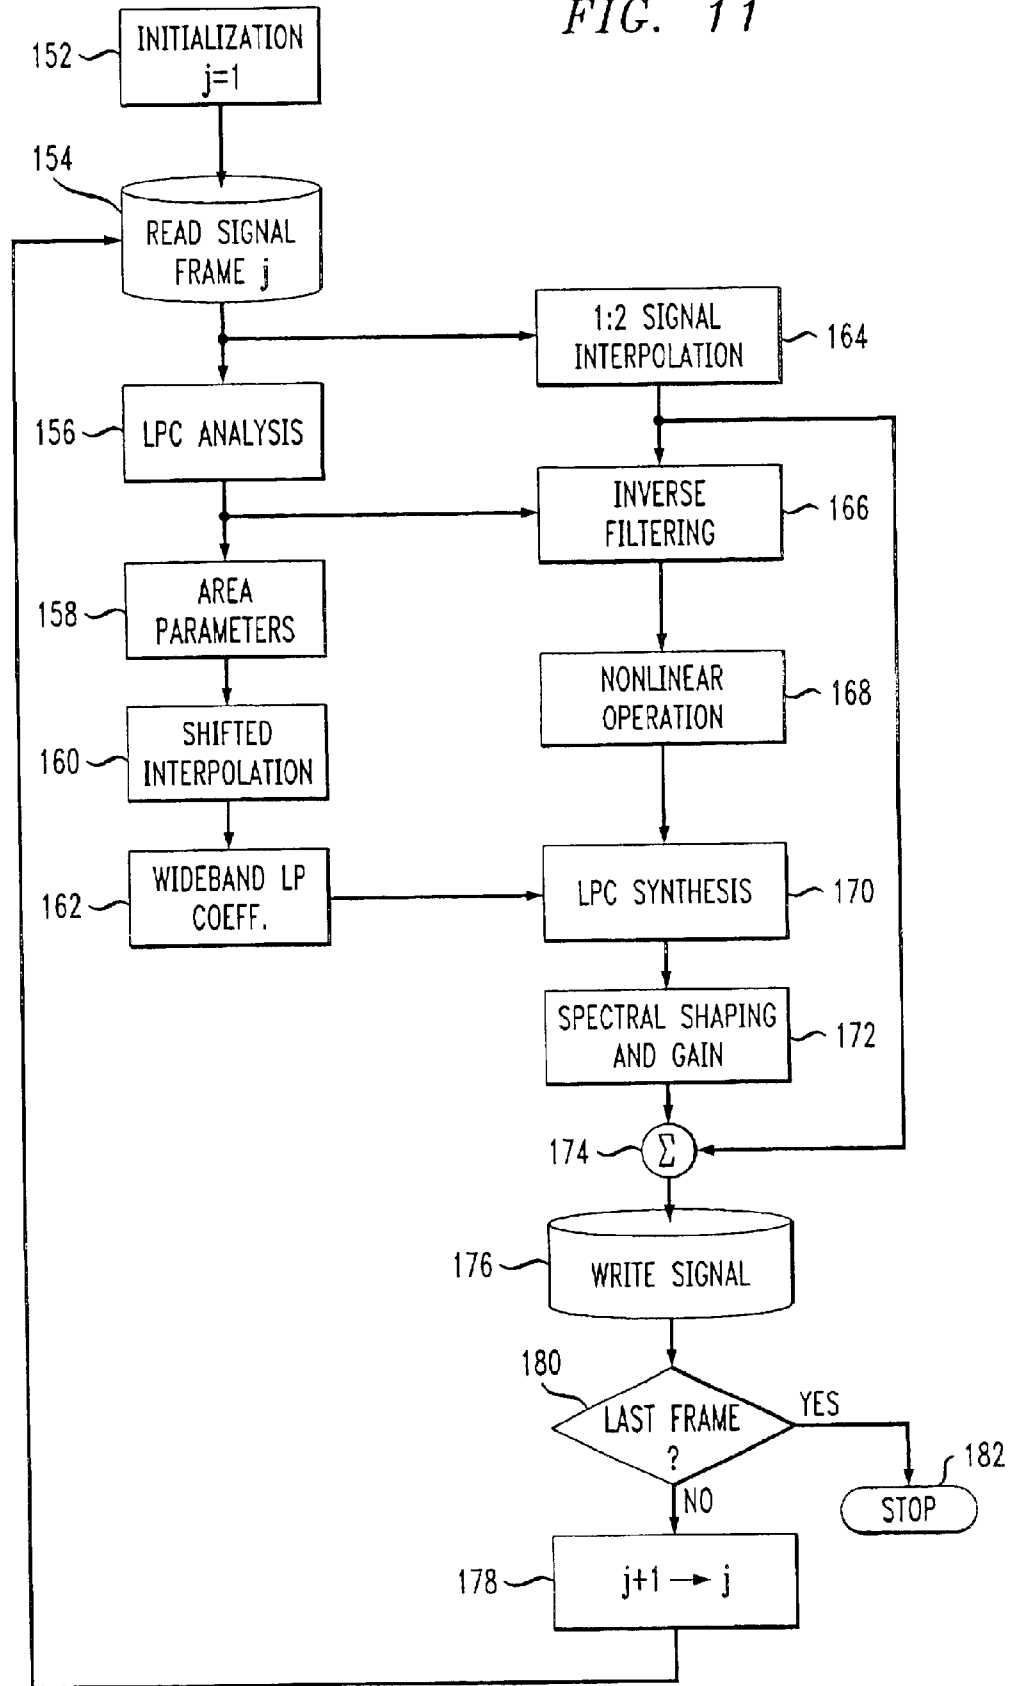 FIG. 11
152
INITIALIZATION
j=1
154
READ SIGNAL
FRAME j
1:2 SIGNAL
INTERPOLATION
164
156
LPC ANALYSIS
INVERSE
FILTERING
166
158
AREA
PARAMETERS
NONLINEAR
OPERATION
168
160
SHIFTED
INTERPOLATION
162
WIDEBAND LP
COEFF.
LPC SYNTHESIS
170
SPECTRAL SHAPING
AND GAIN
172
174
Σ
176
WRITE SIGNAL
180
LAST FRAME
?
YES
182
STOP
NO
178
j+1 → j